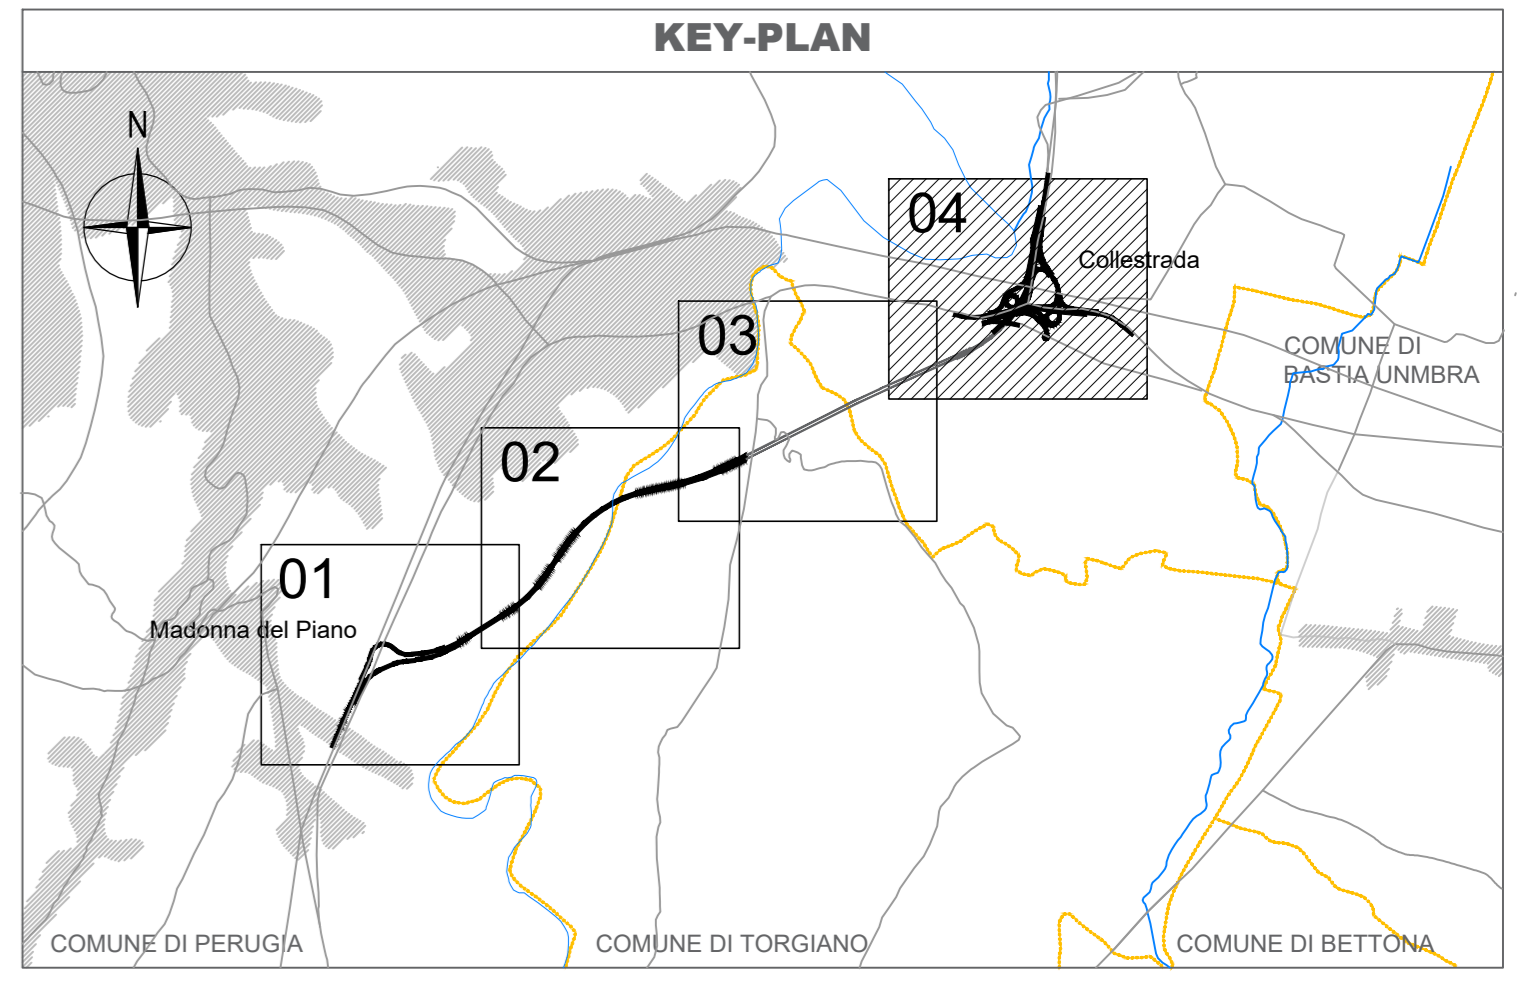 KEY-PLAN
N
04
Collestrada
03
COMUNE DI
BASTIA UNMBRA
02
01
Madonna del Piano
COMUNE DI PERUGIA
COMUNE DI TORGIANO
COMUNE DI BETTONA